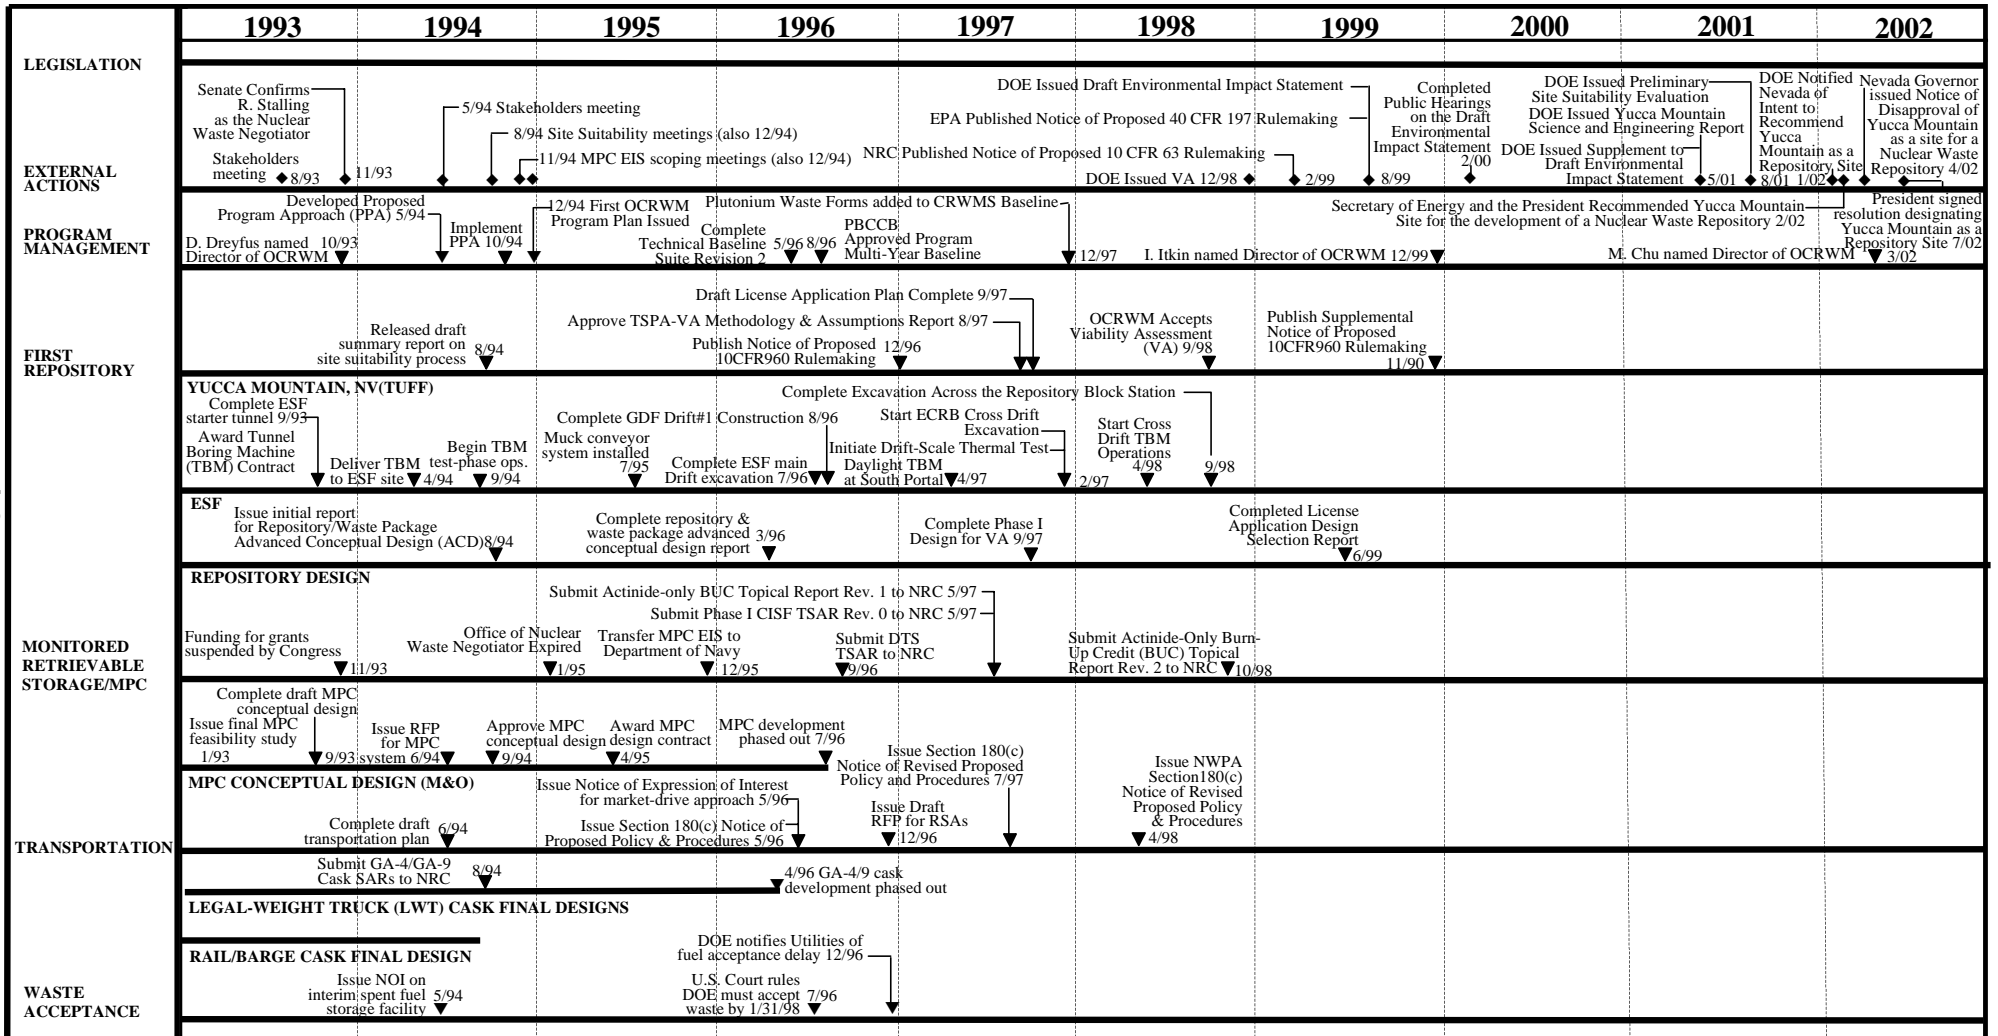 1993 1994 1995 1996 1997 1998 1999 2000 2001 2002
LEGISLATION
EXTERNAL
ACTIONS
Senate Confirms
R. Stalling
as the Nuclear
Waste Negotiator
11/93
Stakeholders
meeting
8/93
5/94 Stakeholders meeting
8/94 Site Suitability meetings (also 12/94)
11/94 MPC EIS scoping meetings (also 12/94)
DOE Issued Draft Environmental Impact Statement
EPA Published Notice of Proposed 40 CFR 197 Rulemaking
8/99
NRC Published Notice of Proposed 10 CFR 63 Rulemaking
2/99
DOE Issued VA 12/98
Completed
Public Hearings
on the Draft
Environmental
Impact Statement
2/00
DOE Issued Preliminary
Site Suitability Evaluation
DOE Issued Yucca Mountain
Science and Engineering Report
8/01
DOE Issued Supplement to
Draft Environmental
Impact Statement
5/01
DOE Notified
Nevada of
Intent to
Recommend
Yucca
Mountain as a
Repository Site
1/02
Nevada Governor
issued Notice of
Disapproval of
Yucca Mountain
as a site for a
Nuclear Waste
Repository 4/02
PROGRAM
MANAGEMENT
Developed Proposed
Program Approach (PPA) 5/94
D. Dreyfus named
Director of OCRWM
10/93
Implement
PPA 10/94
12/94 First OCRWM
Program Plan Issued
Plutonium Waste Forms added to CRWMS Baseline
12/97
Complete
Technical Baseline
Suite Revision 2
5/96
8/96
PBCCB
Approved Program
Multi-Year Baseline
I. Itkin named Director of OCRWM 12/99
Secretary of Energy and the President Recommended Yucca Mountain
Site for the development of a Nuclear Waste Repository 2/02
M. Chu named Director of OCRWM
3/02
President signed
resolution designating
Yucca Mountain as a
Repository Site 7/02
FIRST
REPOSITORY
Released draft
summary report on
site suitability process
8/94
Draft License Application Plan Complete 9/97
Approve TSPA-VA Methodology & Assumptions Report 8/97
Publish Notice of Proposed
10CFR960 Rulemaking
12/96
OCRWM Accepts
Viability Assessment
(VA) 9/98
Publish Supplemental
Notice of Proposed
10CFR960 Rulemaking
11/90
YUCCA MOUNTAIN, NV(TUFF)
Complete ESF
starter tunnel 9/93
Award Tunnel
Boring Machine
(TBM) Contract
Deliver TBM
to ESF site
4/94
Begin TBM
test-phase ops.
9/94
Muck conveyor
system installed
7/95
Complete GDF Drift#1 Construction 8/96
Complete ESF main
Drift excavation 7/96
Complete Excavation Across the Repository Block Station
9/98
Start ECRB Cross Drift
Excavation
Initiate Drift-Scale Thermal Test
2/97
Daylight TBM
at South Portal
4/97
Start Cross
Drift TBM
Operations
4/98
ESF
Issue initial report
for Repository/Waste Package
Advanced Conceptual Design (ACD)
8/94
Complete repository &
waste package advanced
conceptual design report
3/96
Complete Phase I
Design for VA 9/97
Completed License
Application Design
Selection Report
6/99
REPOSITORY DESIGN
MONITORED
RETRIEVABLE
STORAGE/MPC
Submit Actinide-only BUC Topical Report Rev. 1 to NRC 5/97
Submit Phase I CISF TSAR Rev. 0 to NRC 5/97
Funding for grants
suspended by Congress
11/93
Office of Nuclear
Waste Negotiator Expired
1/95
Transfer MPC EIS to
Department of Navy
12/95
Submit DTS
TSAR to NRC
9/96
Submit Actinide-Only Burn-
Up Credit (BUC) Topical
Report Rev. 2 to NRC
10/98
Complete draft MPC
conceptual design
9/93
Issue final MPC
feasibility study
1/93
Issue RFP
for MPC
system 6/94
Approve MPC
conceptual design
9/94
Award MPC
design contract
4/95
MPC development
phased out 7/96
MPC CONCEPTUAL DESIGN (M&O)
TRANSPORTATION
Issue Section 180(c)
Notice of Revised Proposed
Policy and Procedures 7/97
Issue Notice of Expression of Interest
for market-drive approach 5/96
Issue Section 180(c) Notice of
Proposed Policy & Procedures 5/96
Complete draft
transportation plan
6/94
Issue Draft
RFP for RSAs
12/96
Issue NWPA
Section180(c)
Notice of Revised
Proposed Policy
& Procedures
4/98
Submit GA-4/GA-9
Cask SARs to NRC
8/94
4/96 GA-4/9 cask
development phased out
LEGAL-WEIGHT TRUCK (LWT) CASK FINAL DESIGNS
RAIL/BARGE CASK FINAL DESIGN
WASTE
ACCEPTANCE
Issue NOI on
interim spent fuel
storage facility
5/94
DOE notifies Utilities of
fuel acceptance delay 12/96
U.S. Court rules
DOE must accept
waste by 1/31/98
7/96